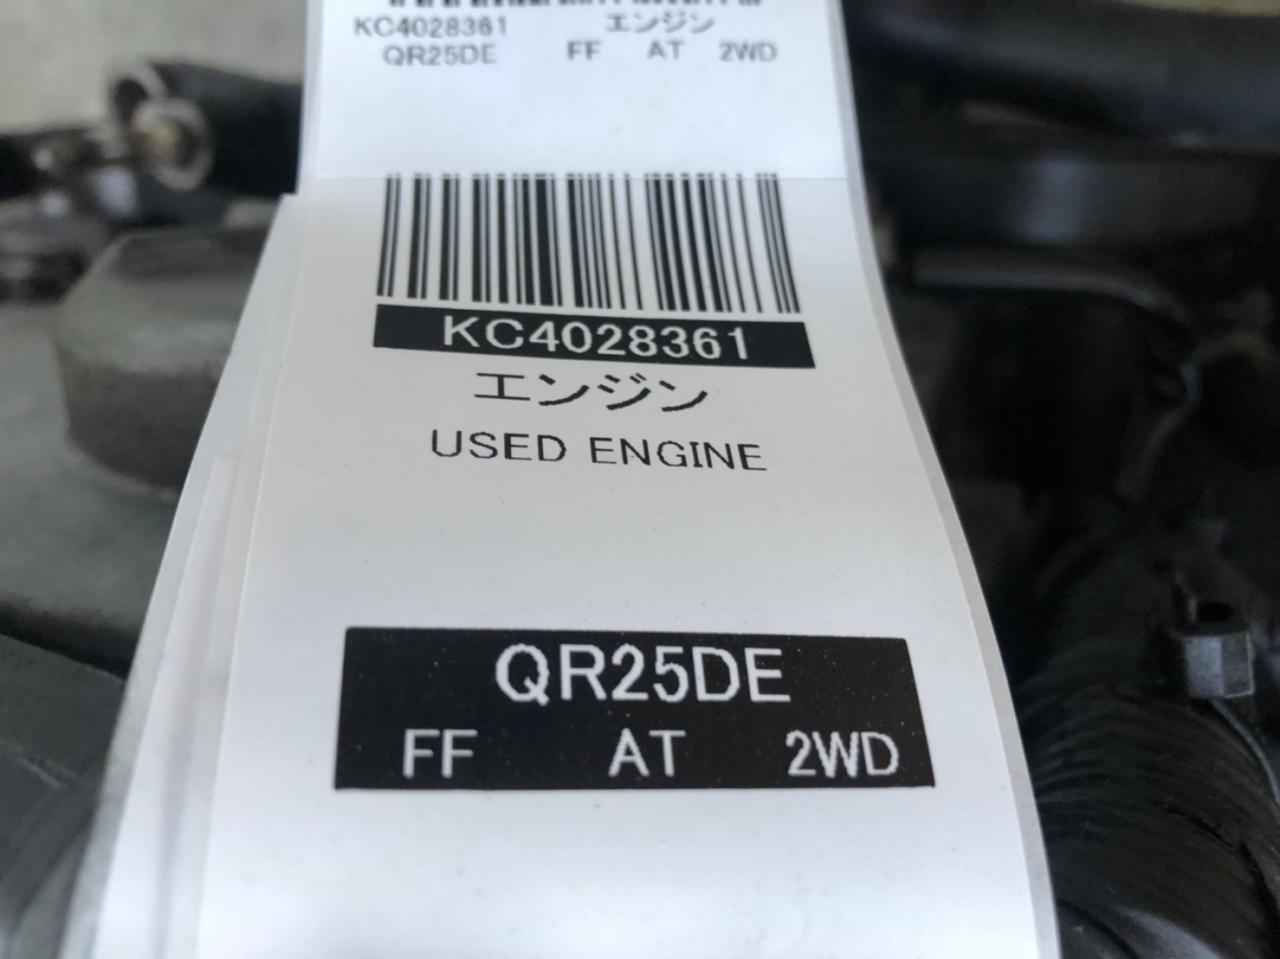 KC4028361 エンジン
QR25DE FF AT 2WD
KC4028361
エンジン
USED ENGINE
QR25DE
FF AT 2WD